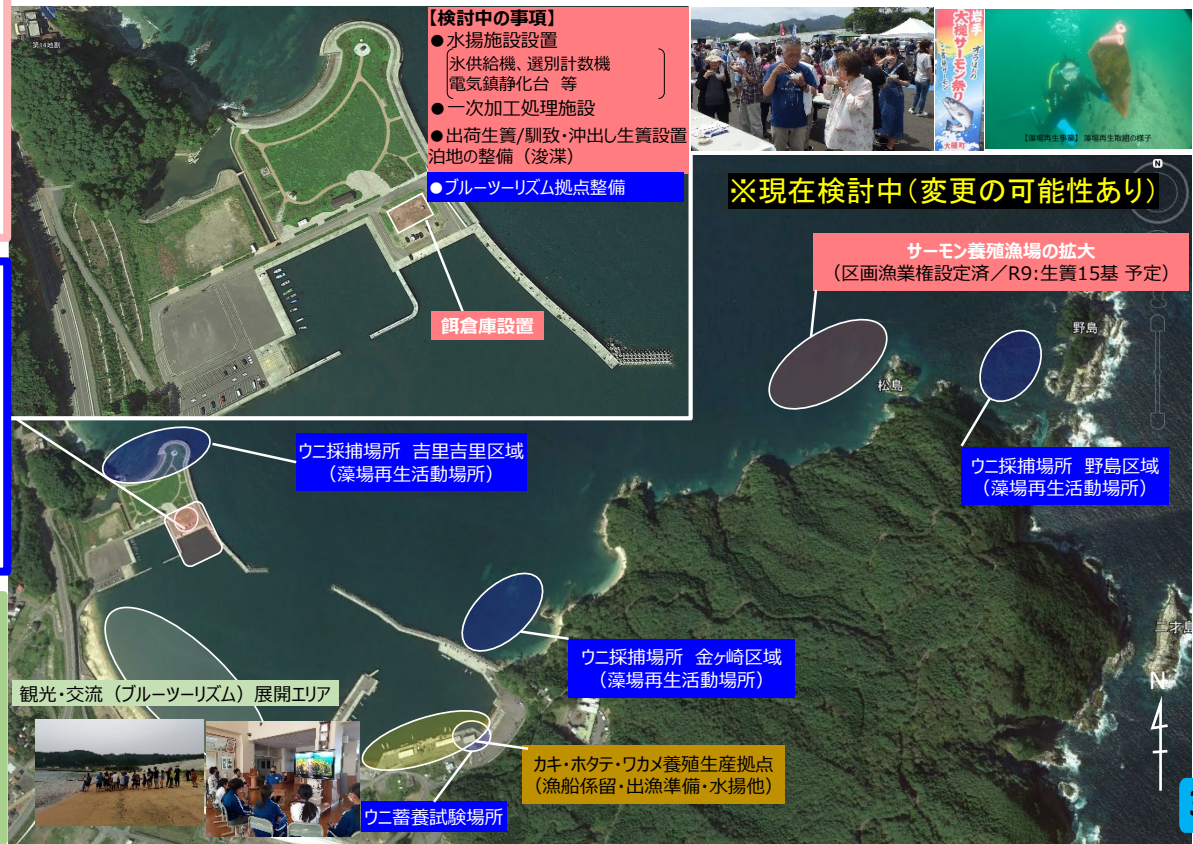 第14地割
【検討中の事項】
●水揚施設設置
氷供給機、選別計数機
電気鎮静化台 等
●一次加工処理施設
●出荷生簀/馴致・沖出し生簀設置
泊地の整備（浚渫）
●ブルーツーリズム拠点整備
餌倉庫設置
岩手
大槌サーモン祭り
大槌町
【藻場再生事業】 藻場再生取組の様子
N
※現在検討中（変更の可能性あり）
サーモン養殖漁場の拡大
（区画漁業権設定済／R9:生簀15基 予定）
野島
松島
ウニ採捕場所 吉里吉里区域
（藻場再生活動場所）
ウニ採捕場所 野島区域
（藻場再生活動場所）
ウニ採捕場所 金ヶ崎区域
（藻場再生活動場所）
二才島
N
観光・交流（ブルーツーリズム）展開エリア
カキ・ホタテ・ワカメ養殖生産拠点
（漁船係留・出漁準備・水揚他）
ウニ蓄養試験場所